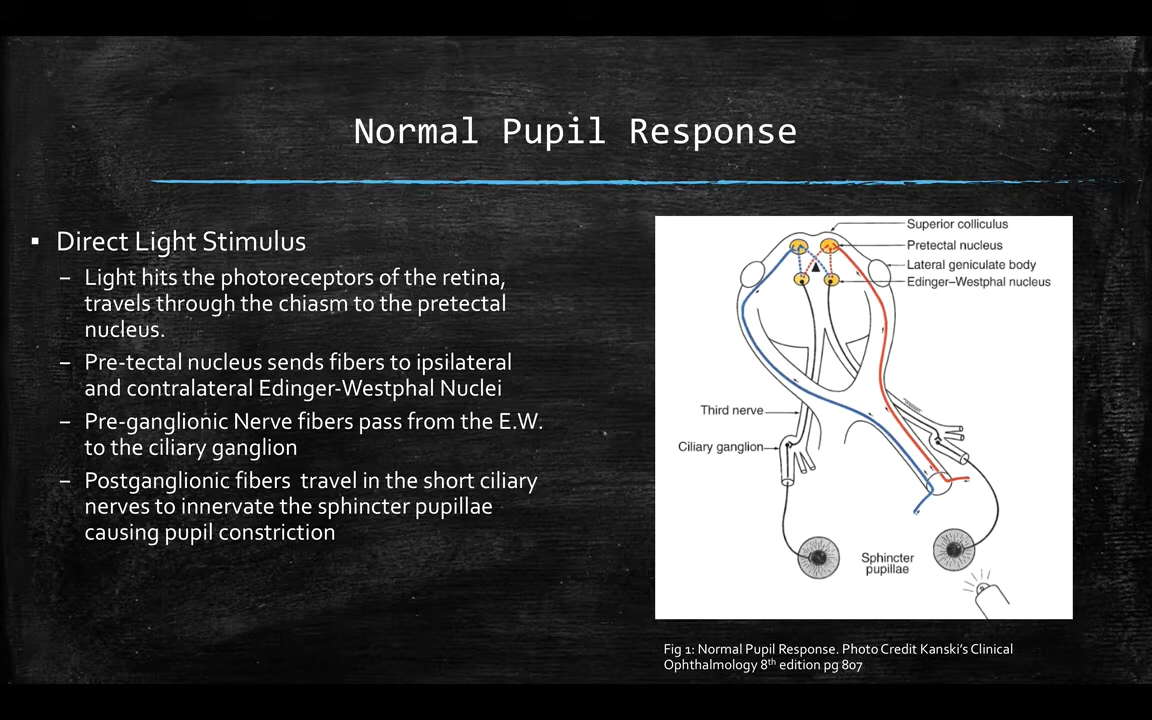 Normal Pupil Response
▪ Direct Light Stimulus
– Light hits the photoreceptors of the retina,
travels through the chiasm to the pretectal
nucleus.
– Pre-tectal nucleus sends fibers to ipsilateral
and contralateral Edinger-Westphal Nuclei
– Pre-ganglionic Nerve fibers pass from the E.W.
to the ciliary ganglion
– Postganglionic fibers travel in the short ciliary
nerves to innervate the sphincter pupillae
causing pupil constriction
Superior colliculus
Pretectal nucleus
Lateral geniculate body
Edinger–Westphal nucleus
Third nerve
Ciliary ganglion
Sphincter
pupillae
Fig 1: Normal Pupil Response. Photo Credit Kanski's Clinical
Ophthalmology 8th edition pg 807